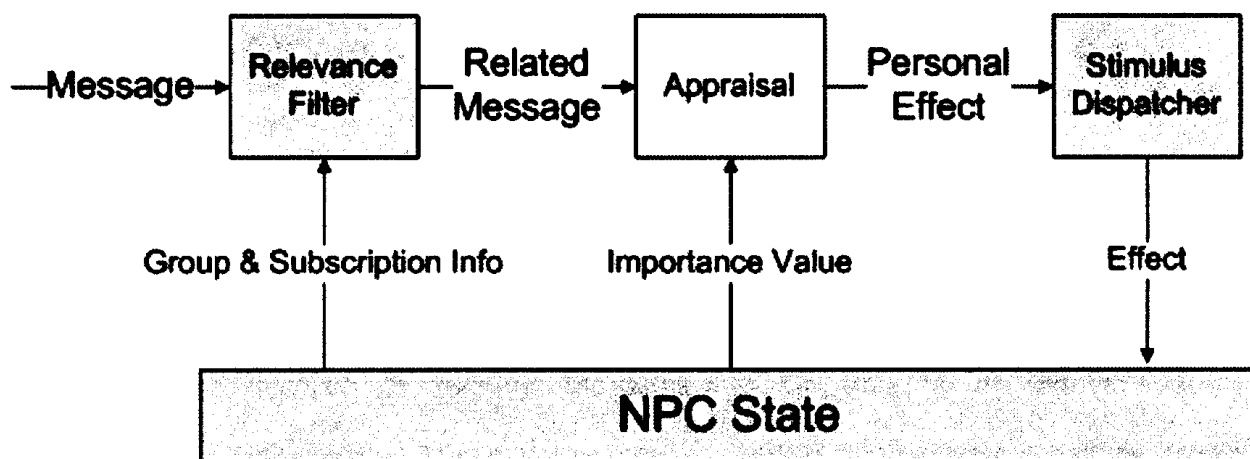 Message
Relevance
Filter
Related
Message
Appraisal
Personal
Effect
Stimulus
Dispatcher
Group & Subscription Info
Importance Value
Effect
NPC State